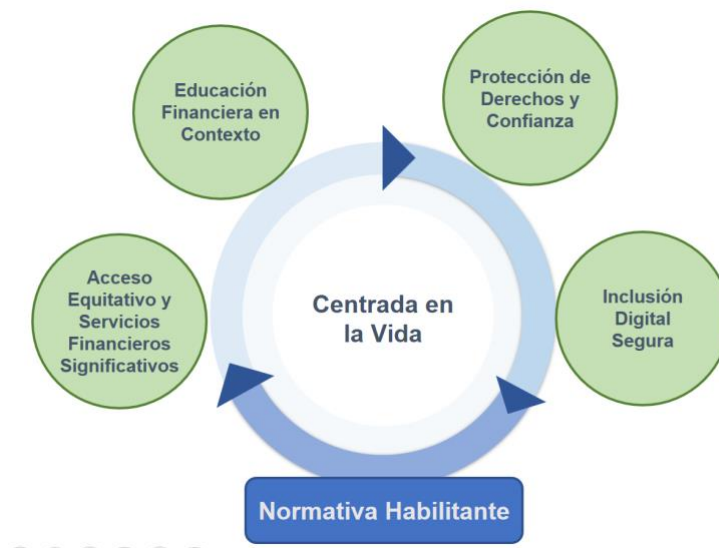 Educación
Financiera en
Contexto
Protección de
Derechos y
Confianza
Acceso
Equitativo y
Servicios
Financieros
Significativos
Centrada en
la Vida
Inclusión
Digital
Segura
Normativa Habilitante